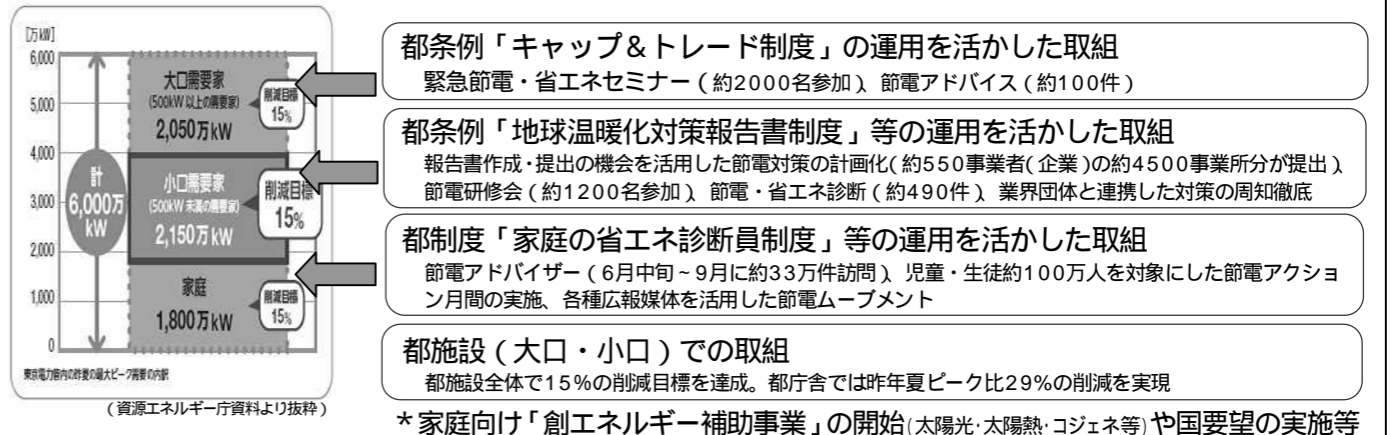 [万kW]
6,000
5,000
4,000
3,000
2,000
1,000
0
計
6,000万
kW
大口需要家
(500kW以上の需要家)
2,050万kW
削減目標
15%
小口需要家
(500kW未満の需要家)
2,150万kW
削減目標
15%
家庭
1,800万kW
削減目標
15%
東京電力管内の昨夏の最大ピーク需要の内訳
(資源エネルギー庁資料より抜粋)
都条例「キャップ&トレード制度」の運用を活かした取組
緊急節電・省エネセミナー(約2000名参加)、節電アドバイス(約100件)
都条例「地球温暖化対策報告書制度」等の運用を活かした取組
報告書作成・提出の機会を活用した節電対策の計画化(約550事業者(企業)の約4500事業所分が提出)、
節電研修会(約1200名参加)、節電・省エネ診断(約490件)、業界団体と連携した対策の周知徹底
都制度「家庭の省エネ診断員制度」等の運用を活かした取組
節電アドバイザー(6月中旬~9月に約33万件訪問)、児童・生徒約100万人を対象にした節電アクショ
ン月間の実施、各種広報媒体を活用した節電ムーブメント
都施設(大口・小口)での取組
都施設全体で15%の削減目標を達成。都庁舎では昨年夏ピーク比29%の削減を実現
*家庭向け「創エネルギー補助事業」の開始(太陽光・太陽熱・コジェネ等)や国要望の実施等